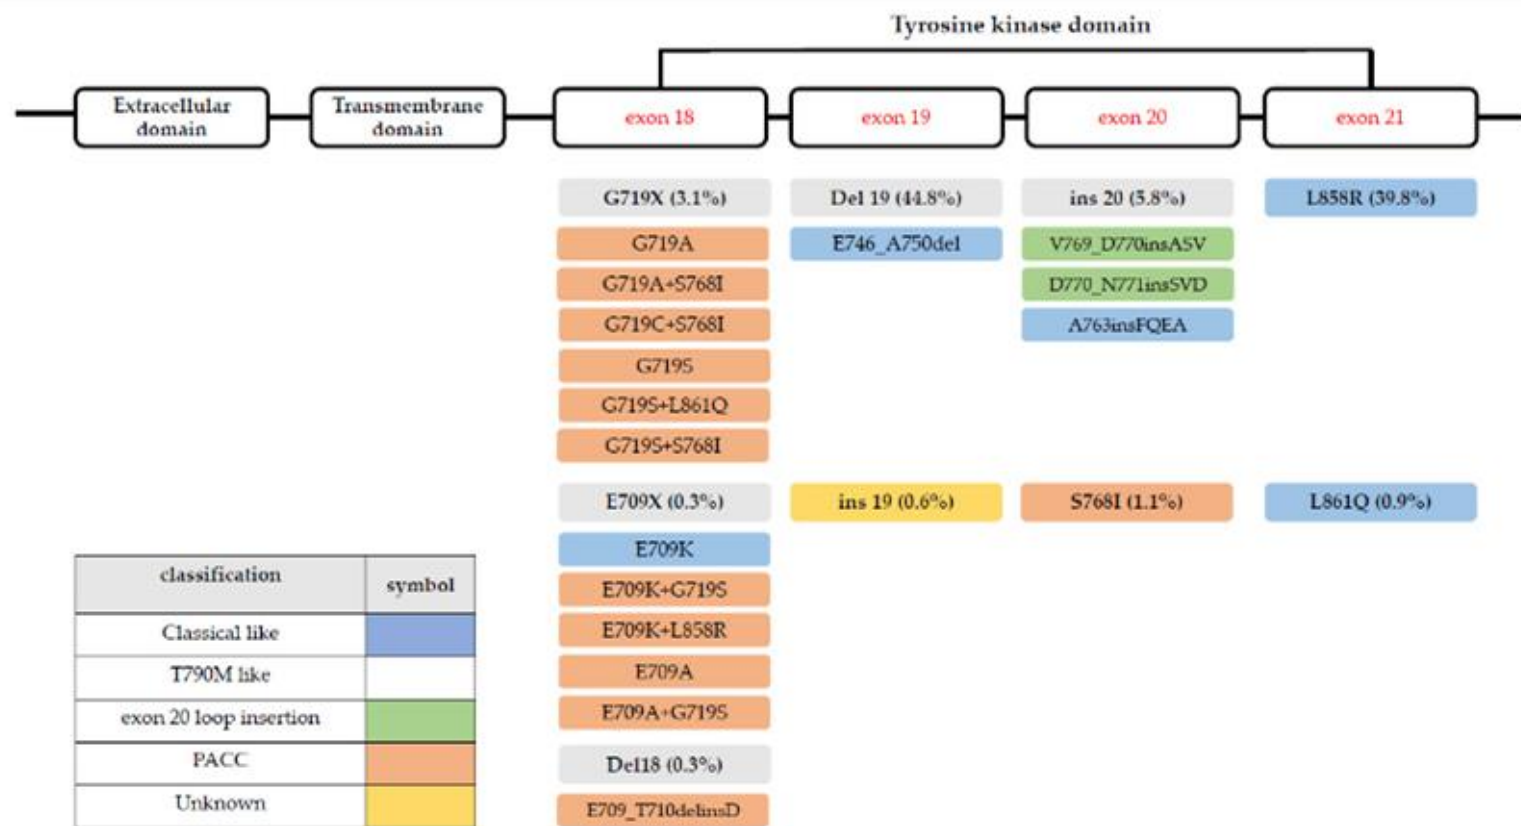 Tyrosine kinase domain
Extracellular
domain
Transmembrane
domain
exon 18
exon 19
exon 20
exon 21
G719X (3.1%)
Del 19 (44.8%)
ins 20 (5.8%)
L858R (39.8%)
G719A
E746_A750del
V769_D770insASV
G719A+S768I
D770_N771insSVD
G719C+S768I
A763insFQEA
G719S
G719S+L861Q
G719S+S768I
E709X (0.3%)
ins 19 (0.6%)
S768I (1.1%)
L861Q (0.9%)
E709K
E709K+G719S
E709K+L858R
E709A
E709A+G719S
Del18 (0.3%)
E709_T710delinsD
classification
symbol
Classical like
T790M like
exon 20 loop insertion
PACC
Unknown